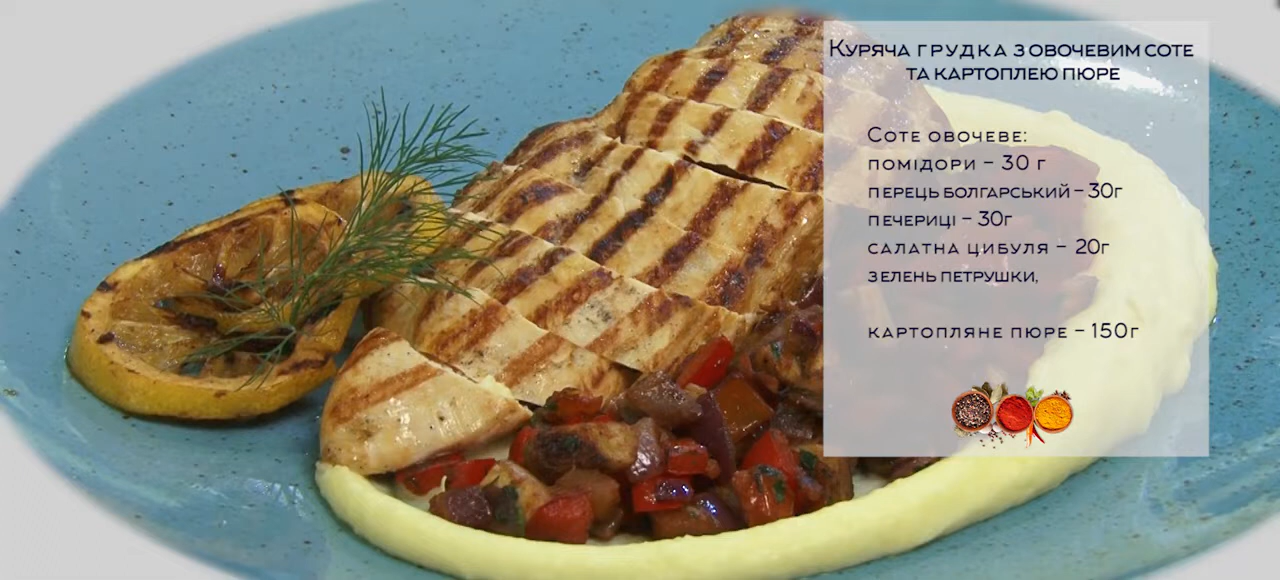 Куряча грудка з овочевим соте
та картоплею пюре
Соте овочеве:
помідори – 30 г
перець болгарський – 30г
печериці – 30г
салатна цибуля – 20г
зелень петрушки,
картопляне пюре – 150г